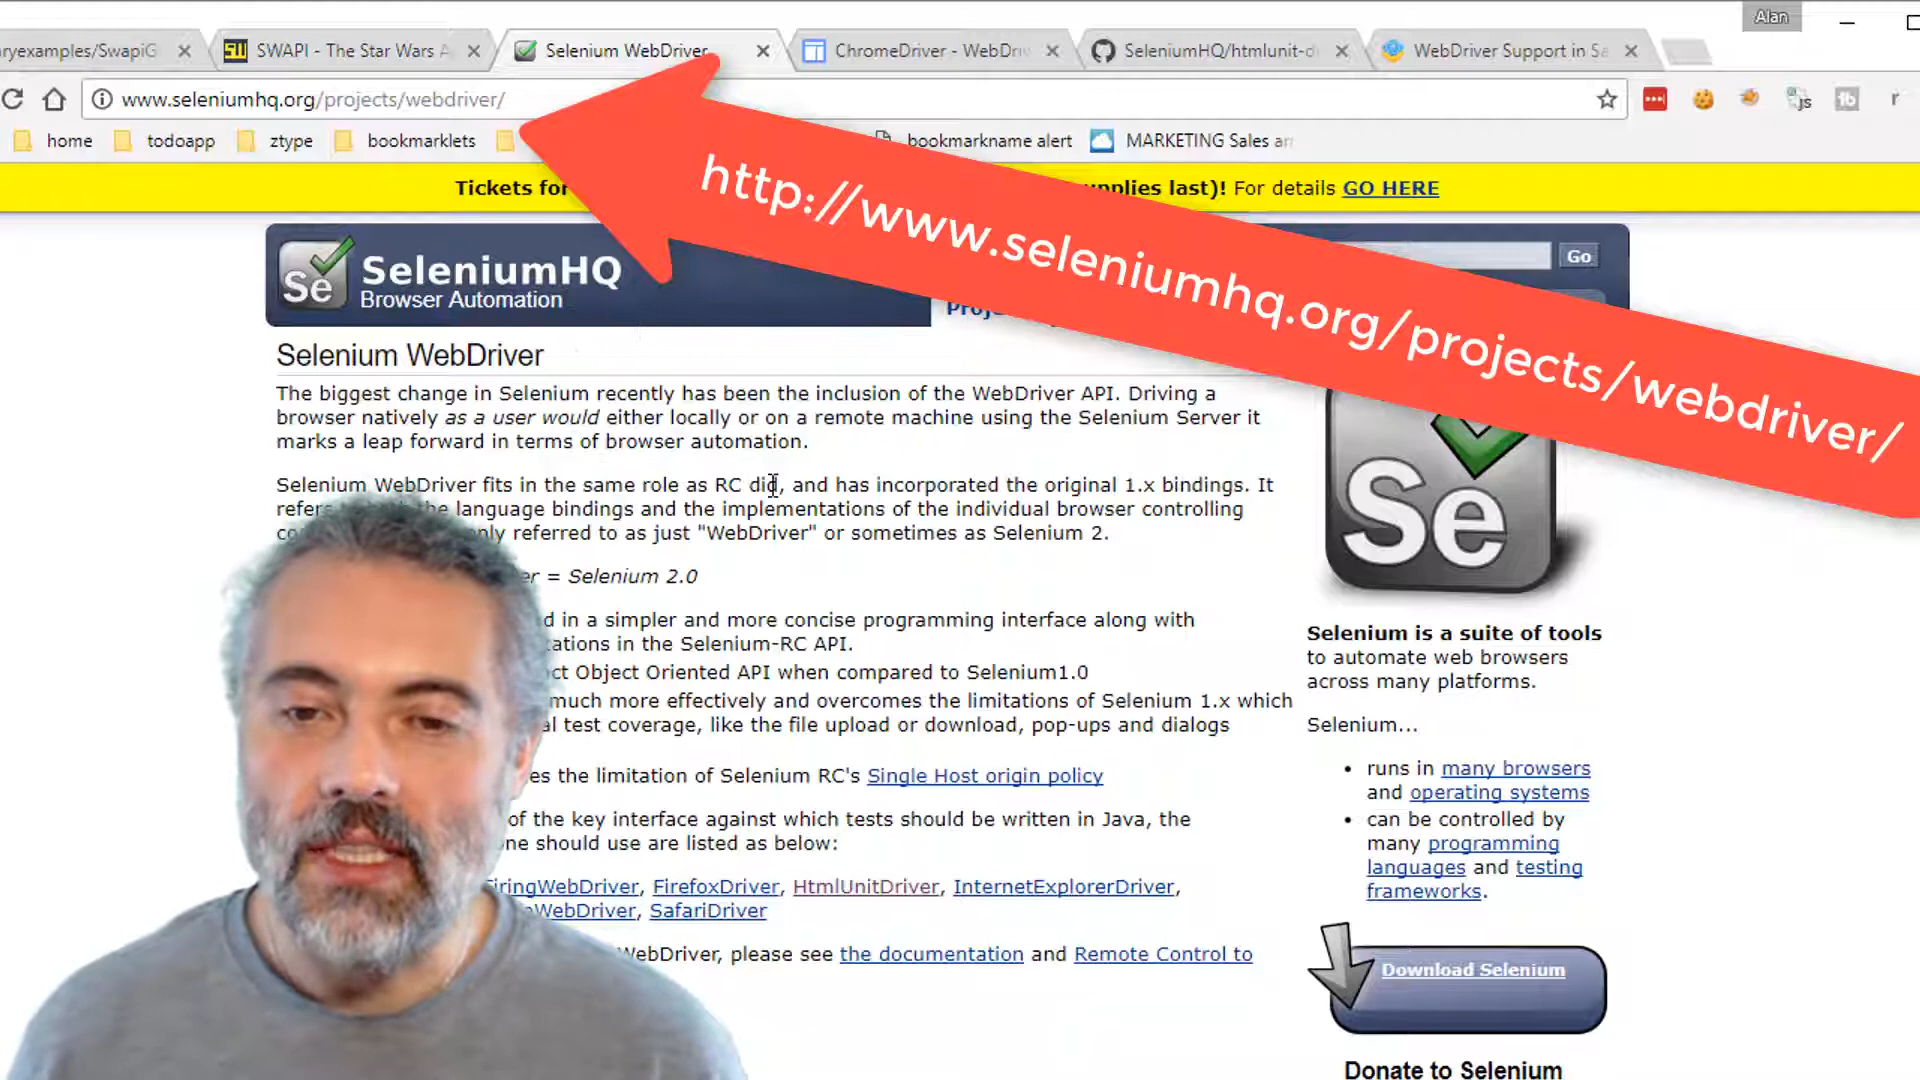 Alan
aryexamples/SwapiG
SWAPI - The Star Wars A
Selenium WebDriver
ChromeDriver - WebDriv
SeleniumHQ/htmlunit-d
WebDriver Support in Se
www.seleniumhq.org/projects/webdriver/
js
home
todoapp
ztype
bookmarklets
bookmarkname alert
MARKETING Sales an
Tickets for upplies last)! For details GO HERE
http://www.seleniumhq.org/projects/webdriver/
Se
SeleniumHQ
Browser Automation
Go
Selenium WebDriver
The biggest change in Selenium recently has been the inclusion of the WebDriver API. Driving a
browser natively as a user would either locally or on a remote machine using the Selenium Server it
marks a leap forward in terms of browser automation.
Selenium WebDriver fits in the same role as RC did, and has incorporated the original 1.x bindings. It
refers the language bindings and the implementations of the individual browser controlling
only referred to as just "WebDriver" or sometimes as Selenium 2.
er = Selenium 2.0
d in a simpler and more concise programming interface along with
tations in the Selenium-RC API.
ct Object Oriented API when compared to Selenium1.0
much more effectively and overcomes the limitations of Selenium 1.x which
al test coverage, like the file upload or download, pop-ups and dialogs
es the limitation of Selenium RC's Single Host origin policy
of the key interface against which tests should be written in Java, the
one should use are listed as below:
FiringWebDriver, FirefoxDriver, HtmlUnitDriver, InternetExplorerDriver,
WebDriver, SafariDriver
WebDriver, please see the documentation and Remote Control to
Se
Selenium is a suite of tools
to automate web browsers
across many platforms.
Selenium...
• runs in many browsers
and operating systems
• can be controlled by
many programming
languages and testing
frameworks.
Download Selenium
Donate to Selenium